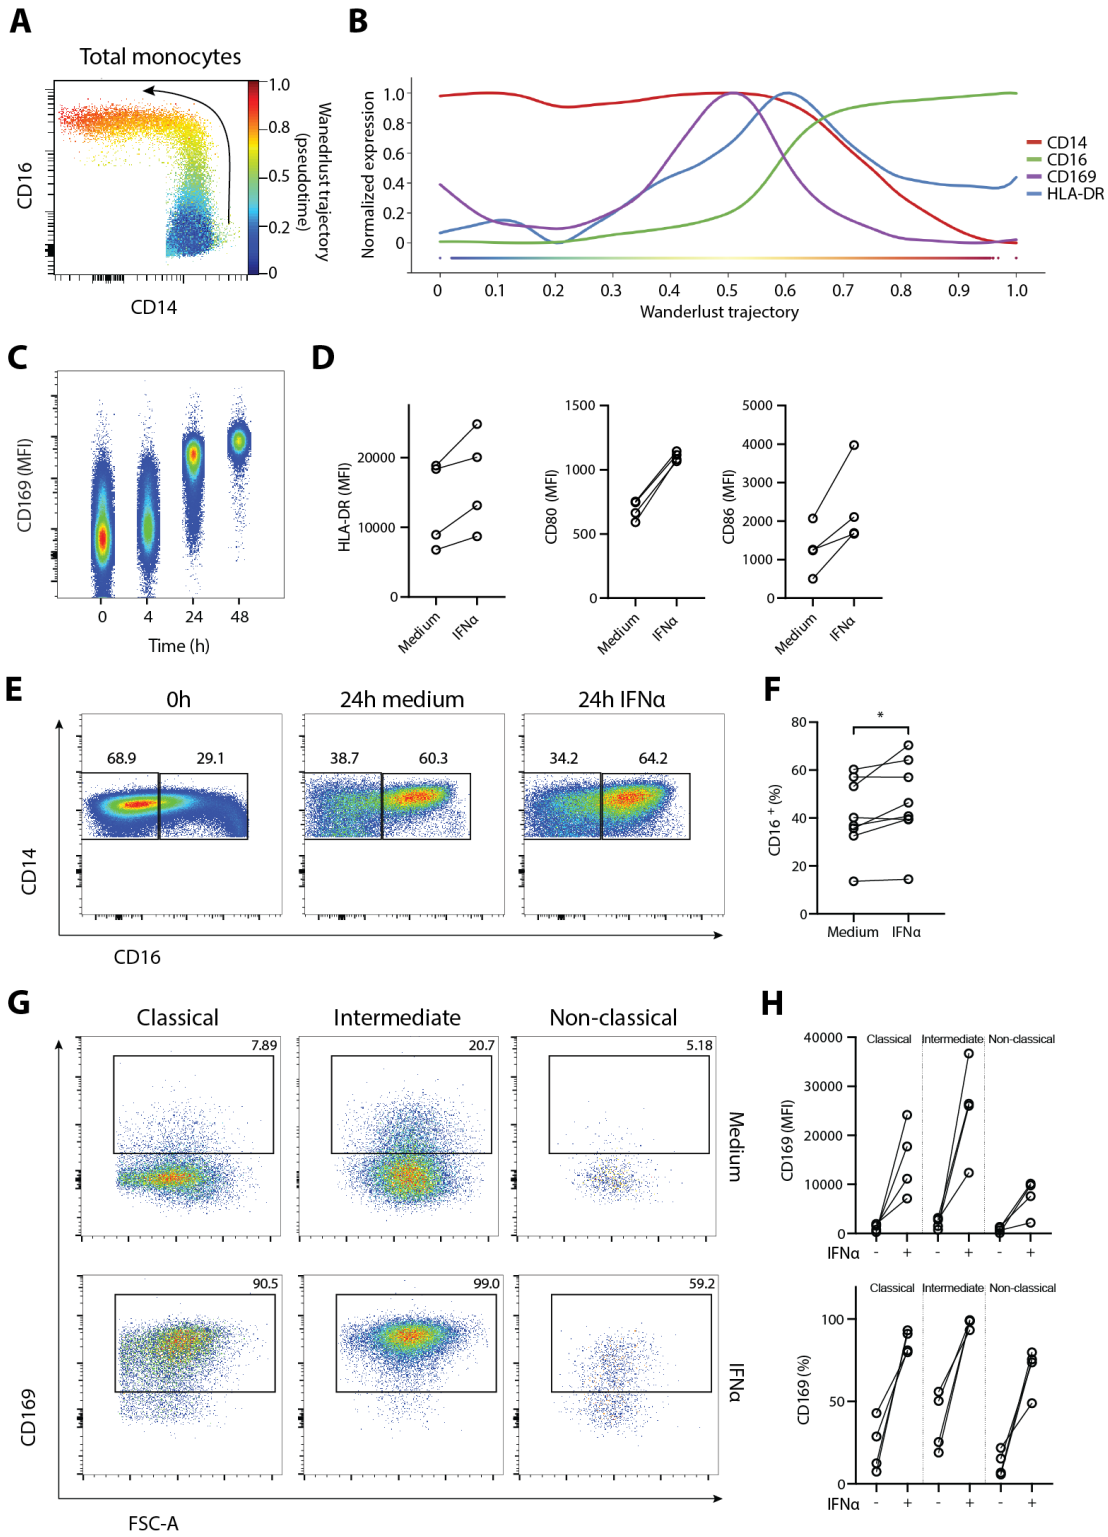 A
Total monocytes
CD16
CD14
1.0
0.8
0.5
0.2
0
Wanedrlust trajectory
(pseudotime)
B
Normalized expression
1.0
0.8
0.6
0.4
0.2
0
0 0.1 0.2 0.3 0.4 0.5 0.6 0.7 0.8 0.9 1.0
Wanderlust trajectory
CD14
CD16
CD169
HLA-DR
C
CD169 (MFI)
0 4 24 48
Time (h)
D
HLA-DR (MFI)
20000
10000
0
Medium IFNα
CD80 (MFI)
1500
1000
500
0
Medium IFNα
CD86 (MFI)
5000
4000
3000
2000
1000
0
Medium IFNα
E
0h 24h medium 24h IFNα
68.9 29.1 38.7 60.3 34.2 64.2
CD14
CD16
F
CD16 + (%)
80
60
40
20
0
*
Medium IFNα
G
Classical Intermediate Non-classical
7.89 20.7 5.18
Medium
90.5 99.0 59.2
IFNα
CD169
FSC-A
H
CD169 (MFI)
40000
30000
20000
10000
0
Classical Intermediate Non-classical
IFNα - + - + - +
CD169 (%)
100
50
0
Classical Intermediate Non-classical
IFNα - + - + - +